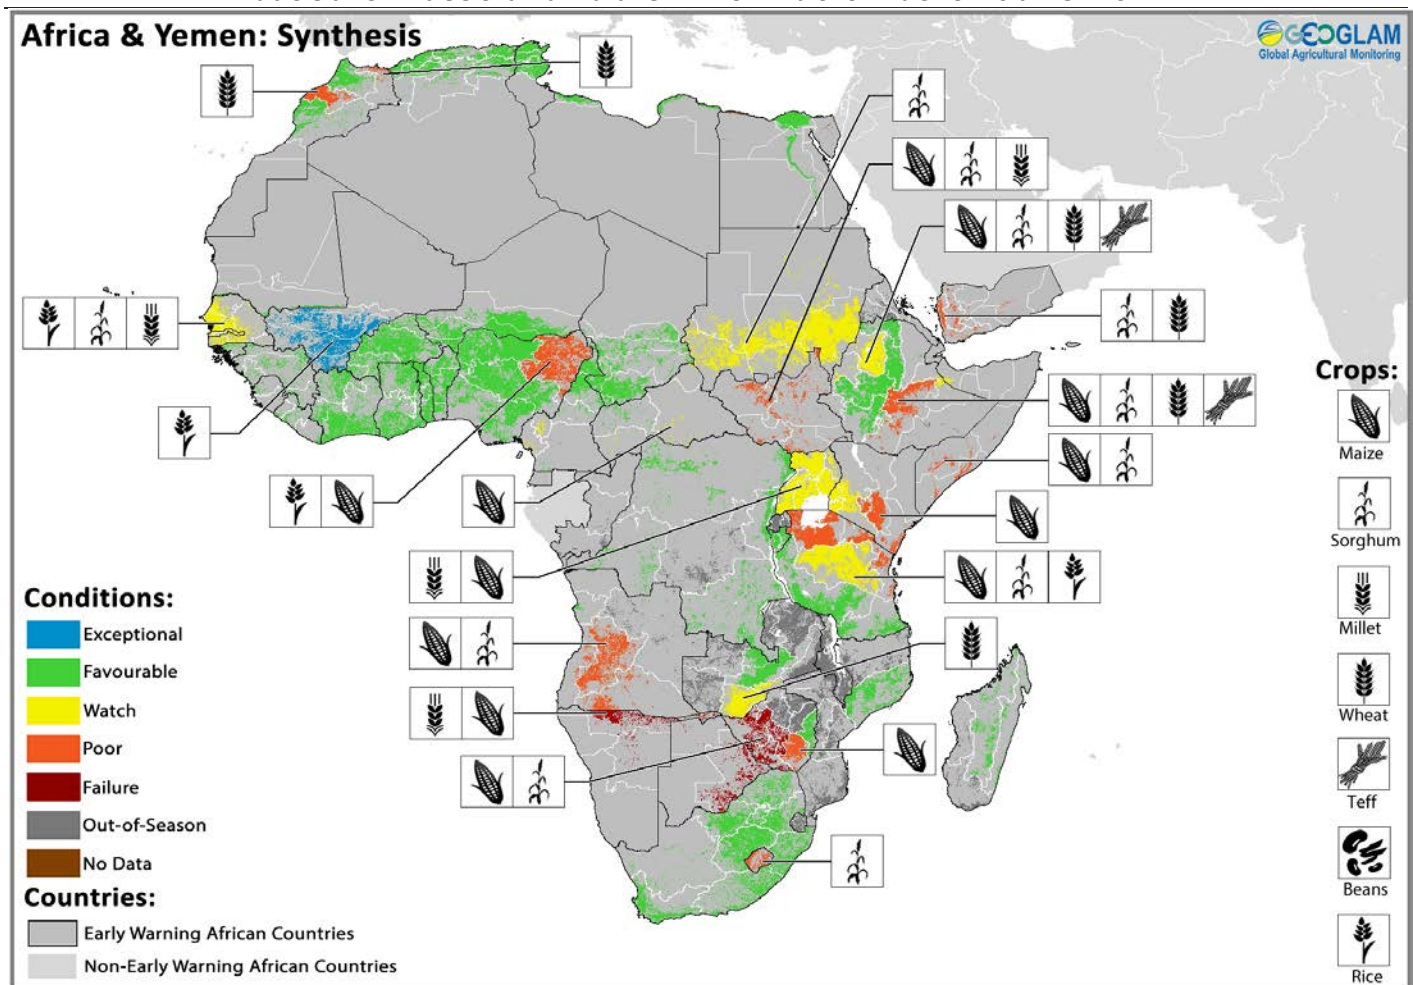 Africa & Yemen: Synthesis
GEOGLAM
Global Agricultural Monitoring
Crops:
Maize
Sorghum
Millet
Wheat
Teff
Beans
Rice
Conditions:
Exceptional
Favourable
Watch
Poor
Failure
Out-of-Season
No Data
Countries:
Early Warning African Countries
Non-Early Warning African Countries